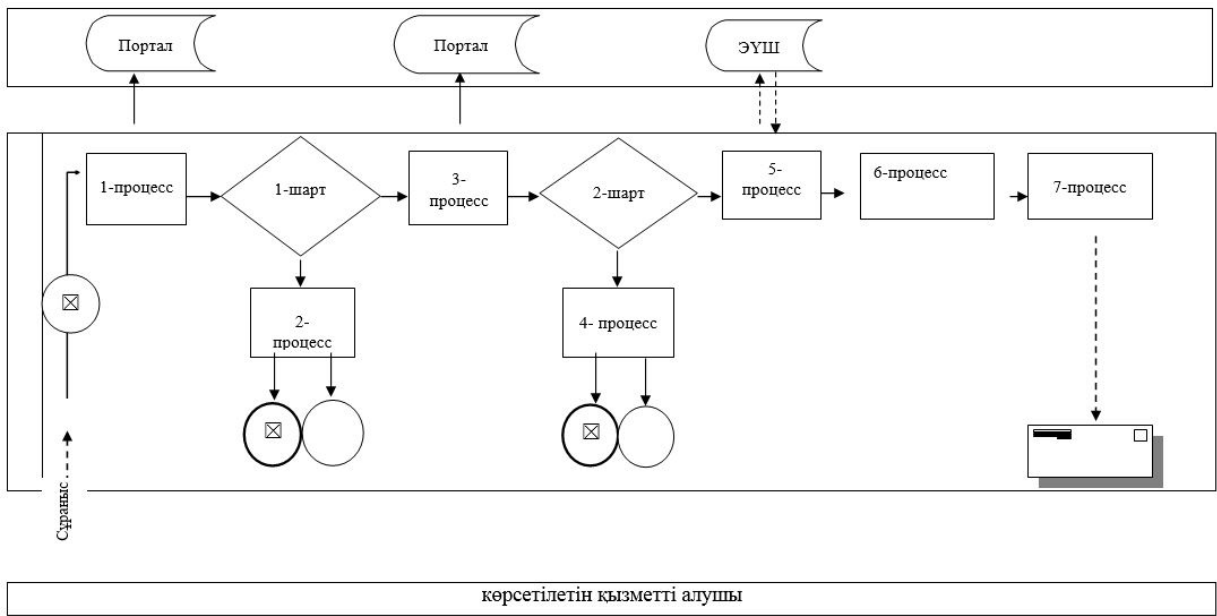 Портал
Портал
ЭҮШ
1-процесс
1-шарт
3-
процесс
2-шарт
5-
процесс
6-процесс
7-процесс
2-
процесс
4- процесс
Сұраныс
көрсетілетін қызметті алушы